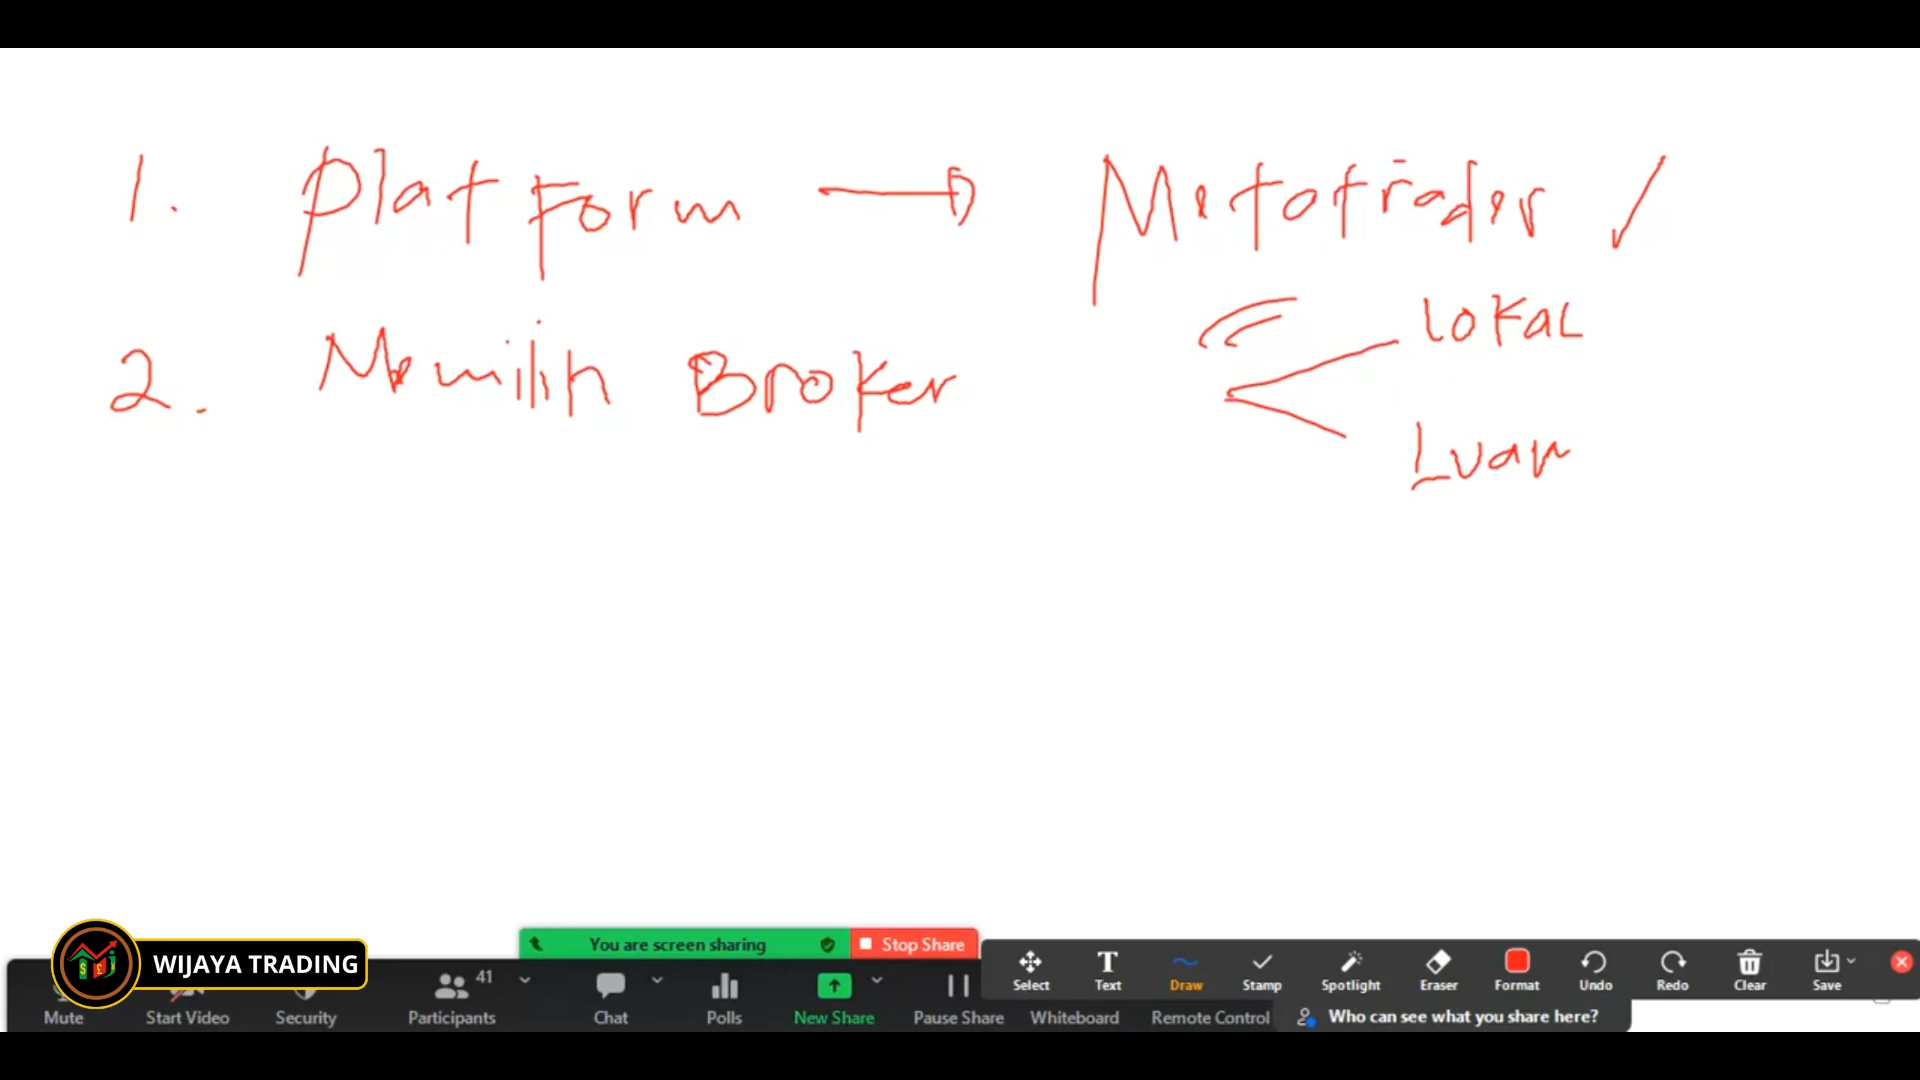 1. Platform → Metotrader ✓
Lokal
2. Memilih Broker
Luar
You are screen sharing
Stop Share
WIJAYA TRADING
41
Select Text Draw Stamp Spotlight Eraser Format Undo Redo Clear Save
Mute Start Video Security Participants Chat Polls New Share Pause Share Whiteboard Remote Control
Who can see what you share here?